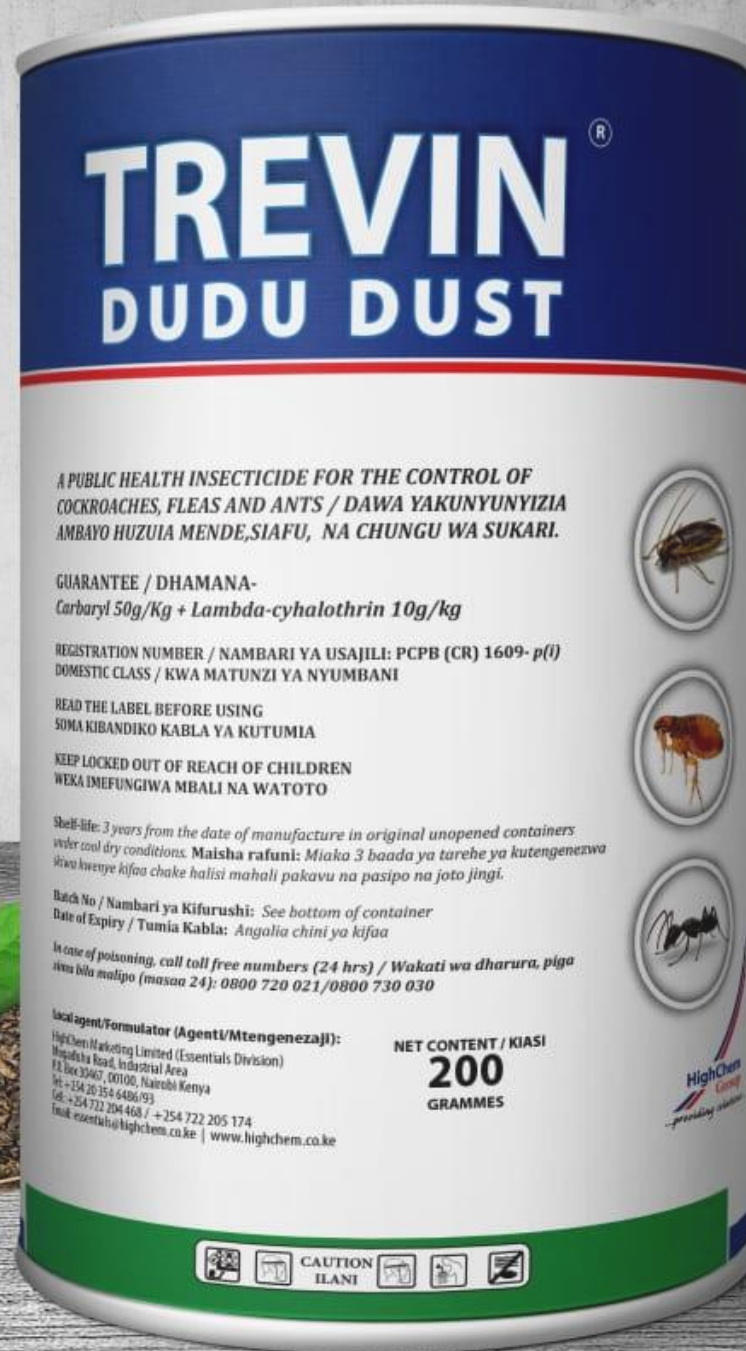 TREVIN ®
DUDU DUST
A PUBLIC HEALTH INSECTICIDE FOR THE CONTROL OF
COCKROACHES, FLEAS AND ANTS / DAWA YAKUNYUNYIZIA
AMBAYO HUZUIA MENDE,SIAFU, NA CHUNGU WA SUKARI.
GUARANTEE / DHAMANA-
Carbaryl 50g/Kg + Lambda-cyhalothrin 10g/kg
REGISTRATION NUMBER / NAMBARI YA USAJILI: PCPB (CR) 1609- p(i)
DOMESTIC CLASS / KWA MATUNZI YA NYUMBANI
READ THE LABEL BEFORE USING
SOMA KIBANDIKO KABLA YA KUTUMIA
KEEP LOCKED OUT OF REACH OF CHILDREN
WEKA IMEFUNGIWA MBALI NA WATOTO
Shelf-life: 3 years from the date of manufacture in original unopened containers
under cool dry conditions. Maisha rafuni: Miaka 3 baada ya tarehe ya kutengenezwa
ikiwa kwenye kifaa chake halisi mahali pakavu na pasipo na joto jingi.
Batch No / Nambari ya Kifurushi: See bottom of container
Date of Expiry / Tumia Kabla: Angalia chini ya kifaa
In case of poisoning, call toll free numbers (24 hrs) / Wakati wa dharura, piga
simu bila malipo (masaa 24): 0800 720 021/0800 730 030
Local agent/Formulator (Agenti/Mtengenezaji):
HighChem Marketing Limited (Essentials Division)
Mogadishu Road, Industrial Area
P.O. Box 30467, 00100, Nairobi Kenya
Tel: +254 20 354 6486/93
Cell: +254 722 204 468 / +254 722 205 174
Email: essentials@highchem.co.ke | www.highchem.co.ke
NET CONTENT / KIASI
200
GRAMMES
HighChem
Group
...providing solutions
CAUTION
ILANI